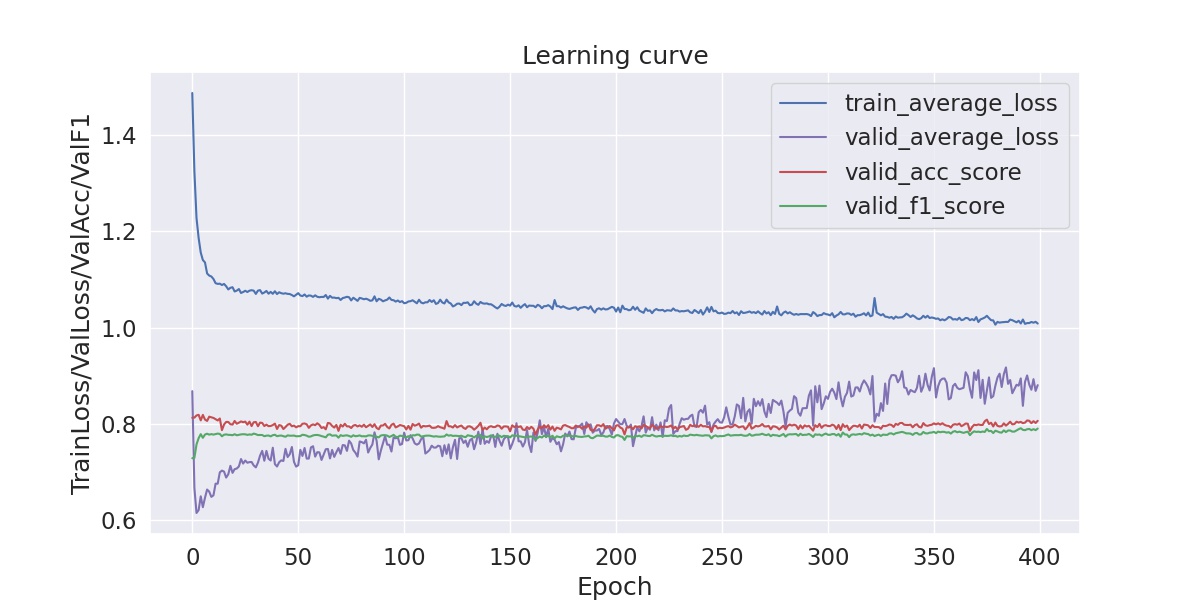 Learning curve
TrainLoss/ValLoss/ValAcc/ValF1
1.4
1.2
1.0
0.8
0.6
train_average_loss
valid_average_loss
valid_acc_score
valid_f1_score
0 50 100 150 200 250 300 350 400
Epoch